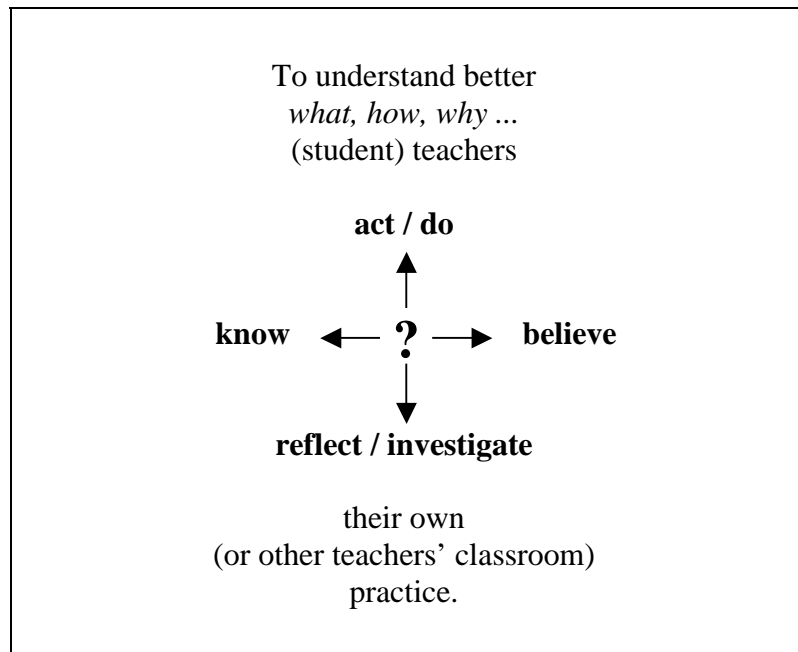 To understand better
what, how, why ...
(student) teachers
act / do
know ? believe
reflect / investigate
their own
(or other teachers’ classroom)
practice.